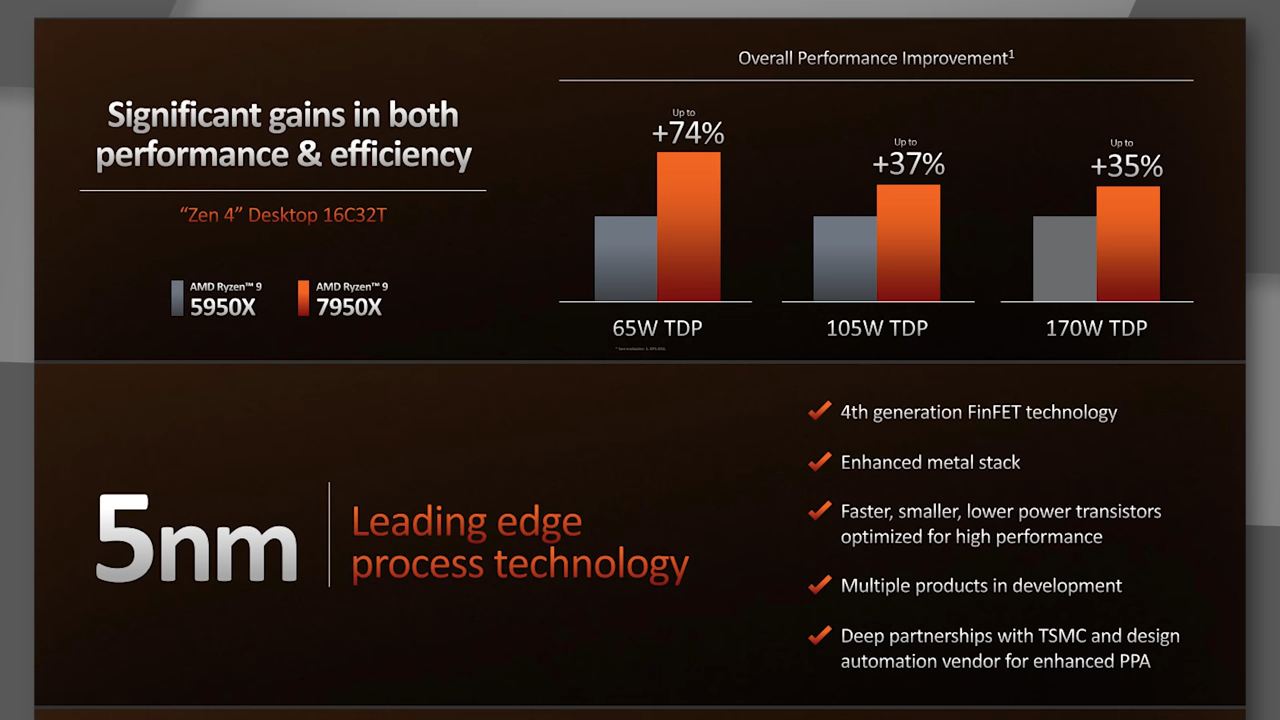 Significant gains in both
performance & efficiency
“Zen 4” Desktop 16C32T
AMD Ryzen™ 9
5950X
AMD Ryzen™ 9
7950X
Overall Performance Improvement¹
Up to
+74%
Up to
+37%
Up to
+35%
65W TDP
105W TDP
170W TDP
5nm
Leading edge
process technology
4th generation FinFET technology
Enhanced metal stack
Faster, smaller, lower power transistors
optimized for high performance
Multiple products in development
Deep partnerships with TSMC and design
automation vendor for enhanced PPA